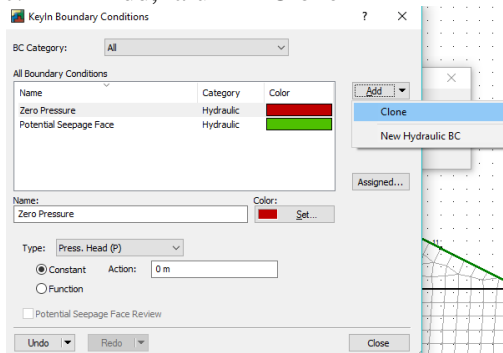 KeyIn Boundary Conditions ? ×
BC Category: All
All Boundary Conditions
Name Category Color
Zero Pressure Hydraulic
Potential Seepage Face Hydraulic
Add
Clone
New Hydraulic BC
Assigned...
Name: Color:
Zero Pressure Set...
Type: Press. Head (P)
Constant Action: 0 m
Function
Potential Seepage Face Review
Undo Redo Close